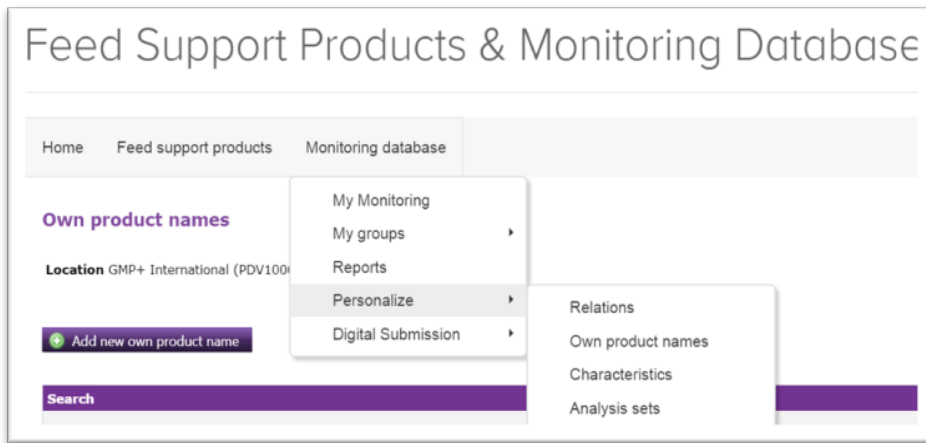 Feed Support Products & Monitoring Database
Home Feed support products Monitoring database
My Monitoring
My groups
Reports
Personalize
Digital Submission
Relations
Own product names
Characteristics
Analysis sets
Own product names
Location GMP+ International
Add new own product name
Search